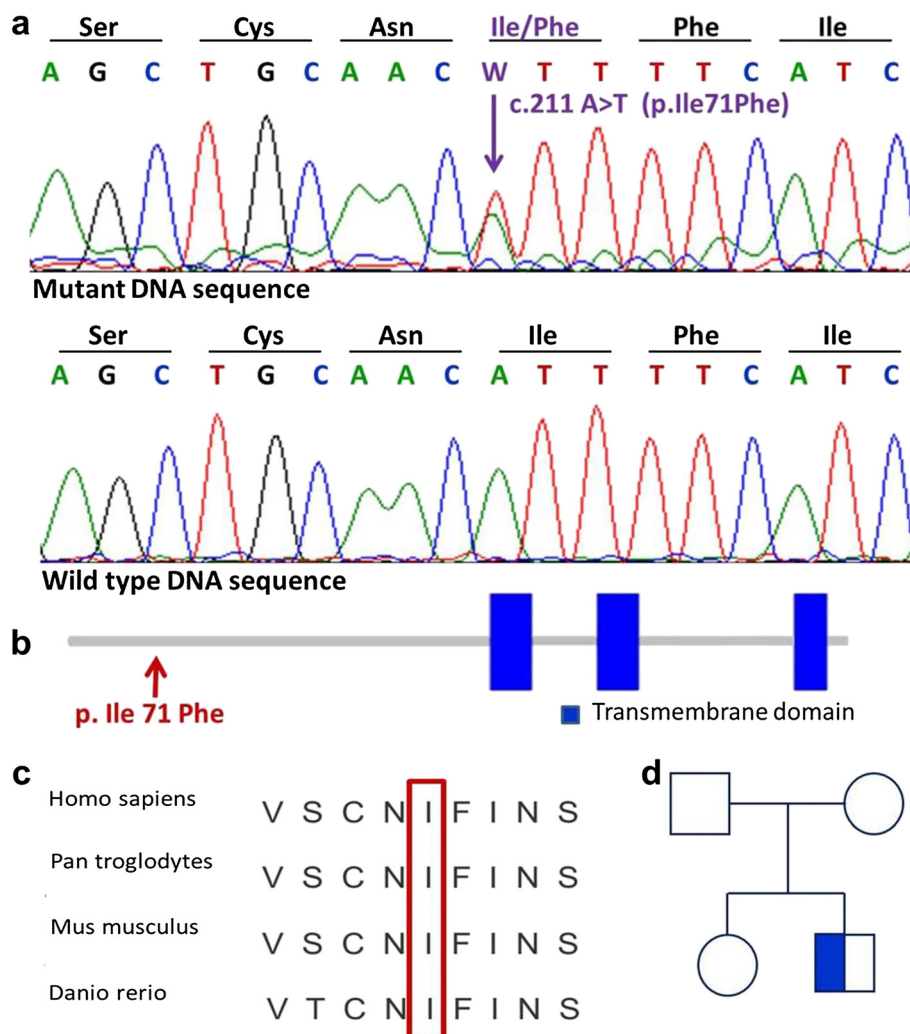 a
Ser Cys Asn Ile/Phe Phe Ile
A G C T G C A A C W T T T T C A T C
c.211 A>T (p.Ile71Phe)
Mutant DNA sequence
Ser Cys Asn Ile Phe Ile
A G C T G C A A C A T T T T C A T C
Wild type DNA sequence
b
p. Ile 71 Phe
Transmembrane domain
c
Homo sapiens V S C N I F I N S
Pan troglodytes V S C N I F I N S
Mus musculus V S C N I F I N S
Danio rerio V T C N I F I N S
d